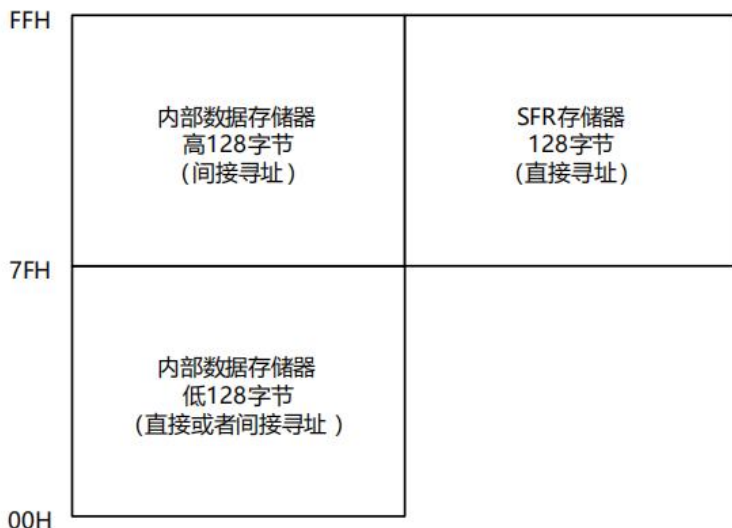 FFH
内部数据存储器
高128字节
（间接寻址）
SFR存储器
128字节
（直接寻址）
7FH
内部数据存储器
低128字节
（直接或者间接寻址 ）
00H